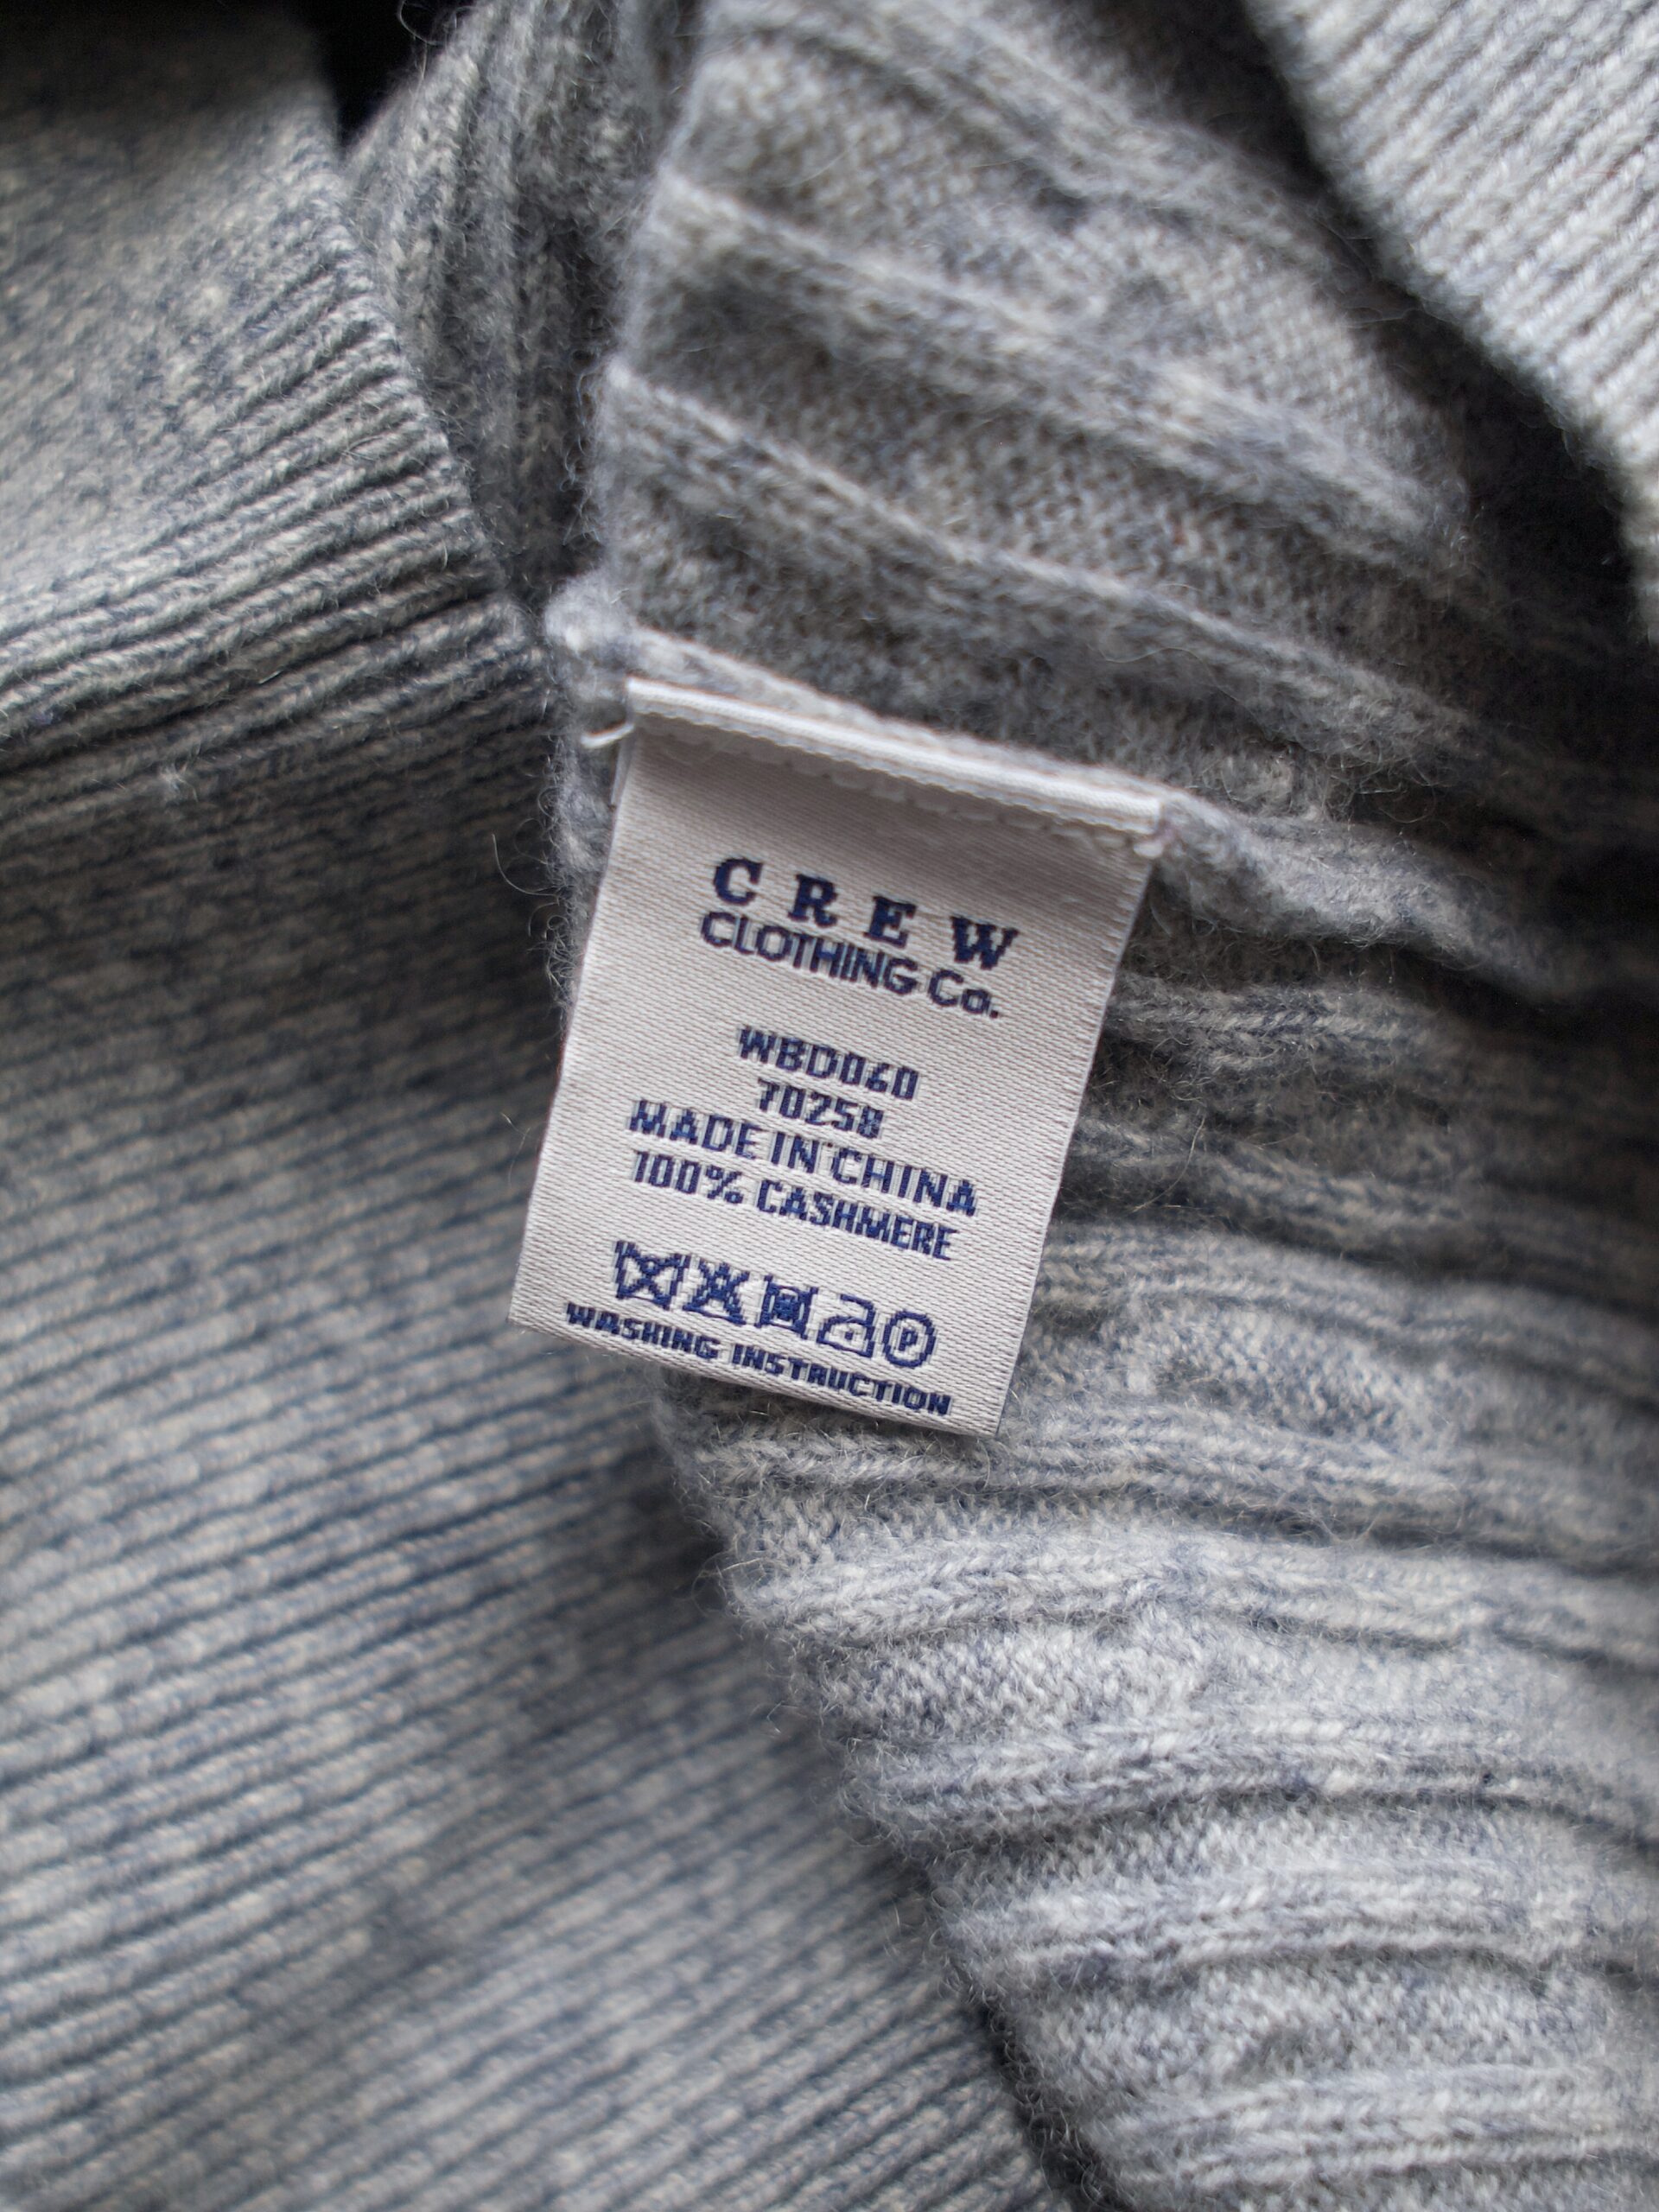 CREW
CLOTHING Co.
WBD060
70258
MADE IN CHINA
100% CASHMERE
P
WASHING INSTRUCTION